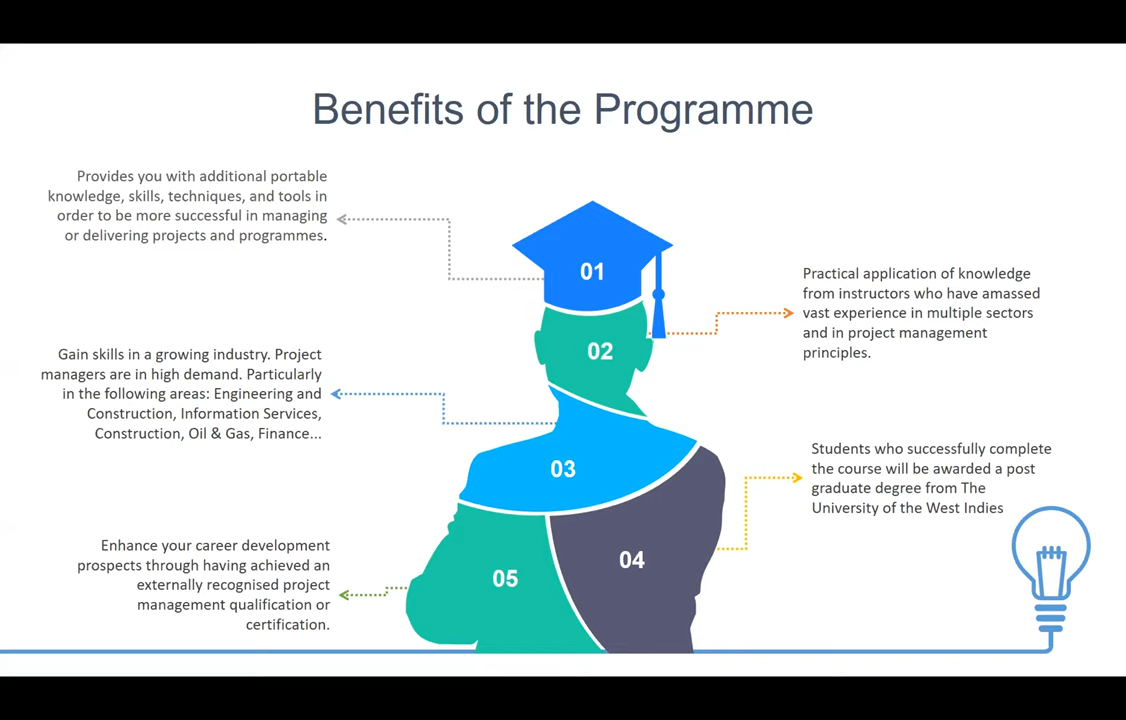 Benefits of the Programme
Provides you with additional portable
knowledge, skills, techniques, and tools in
order to be more successful in managing
or delivering projects and programmes.
01
Practical application of knowledge
from instructors who have amassed
vast experience in multiple sectors
and in project management
principles.
02
Gain skills in a growing industry. Project
managers are in high demand. Particularly
in the following areas: Engineering and
Construction, Information Services,
Construction, Oil & Gas, Finance...
03
Students who successfully complete
the course will be awarded a post
graduate degree from The
University of the West Indies
04
Enhance your career development
prospects through having achieved an
externally recognised project
management qualification or
certification.
05